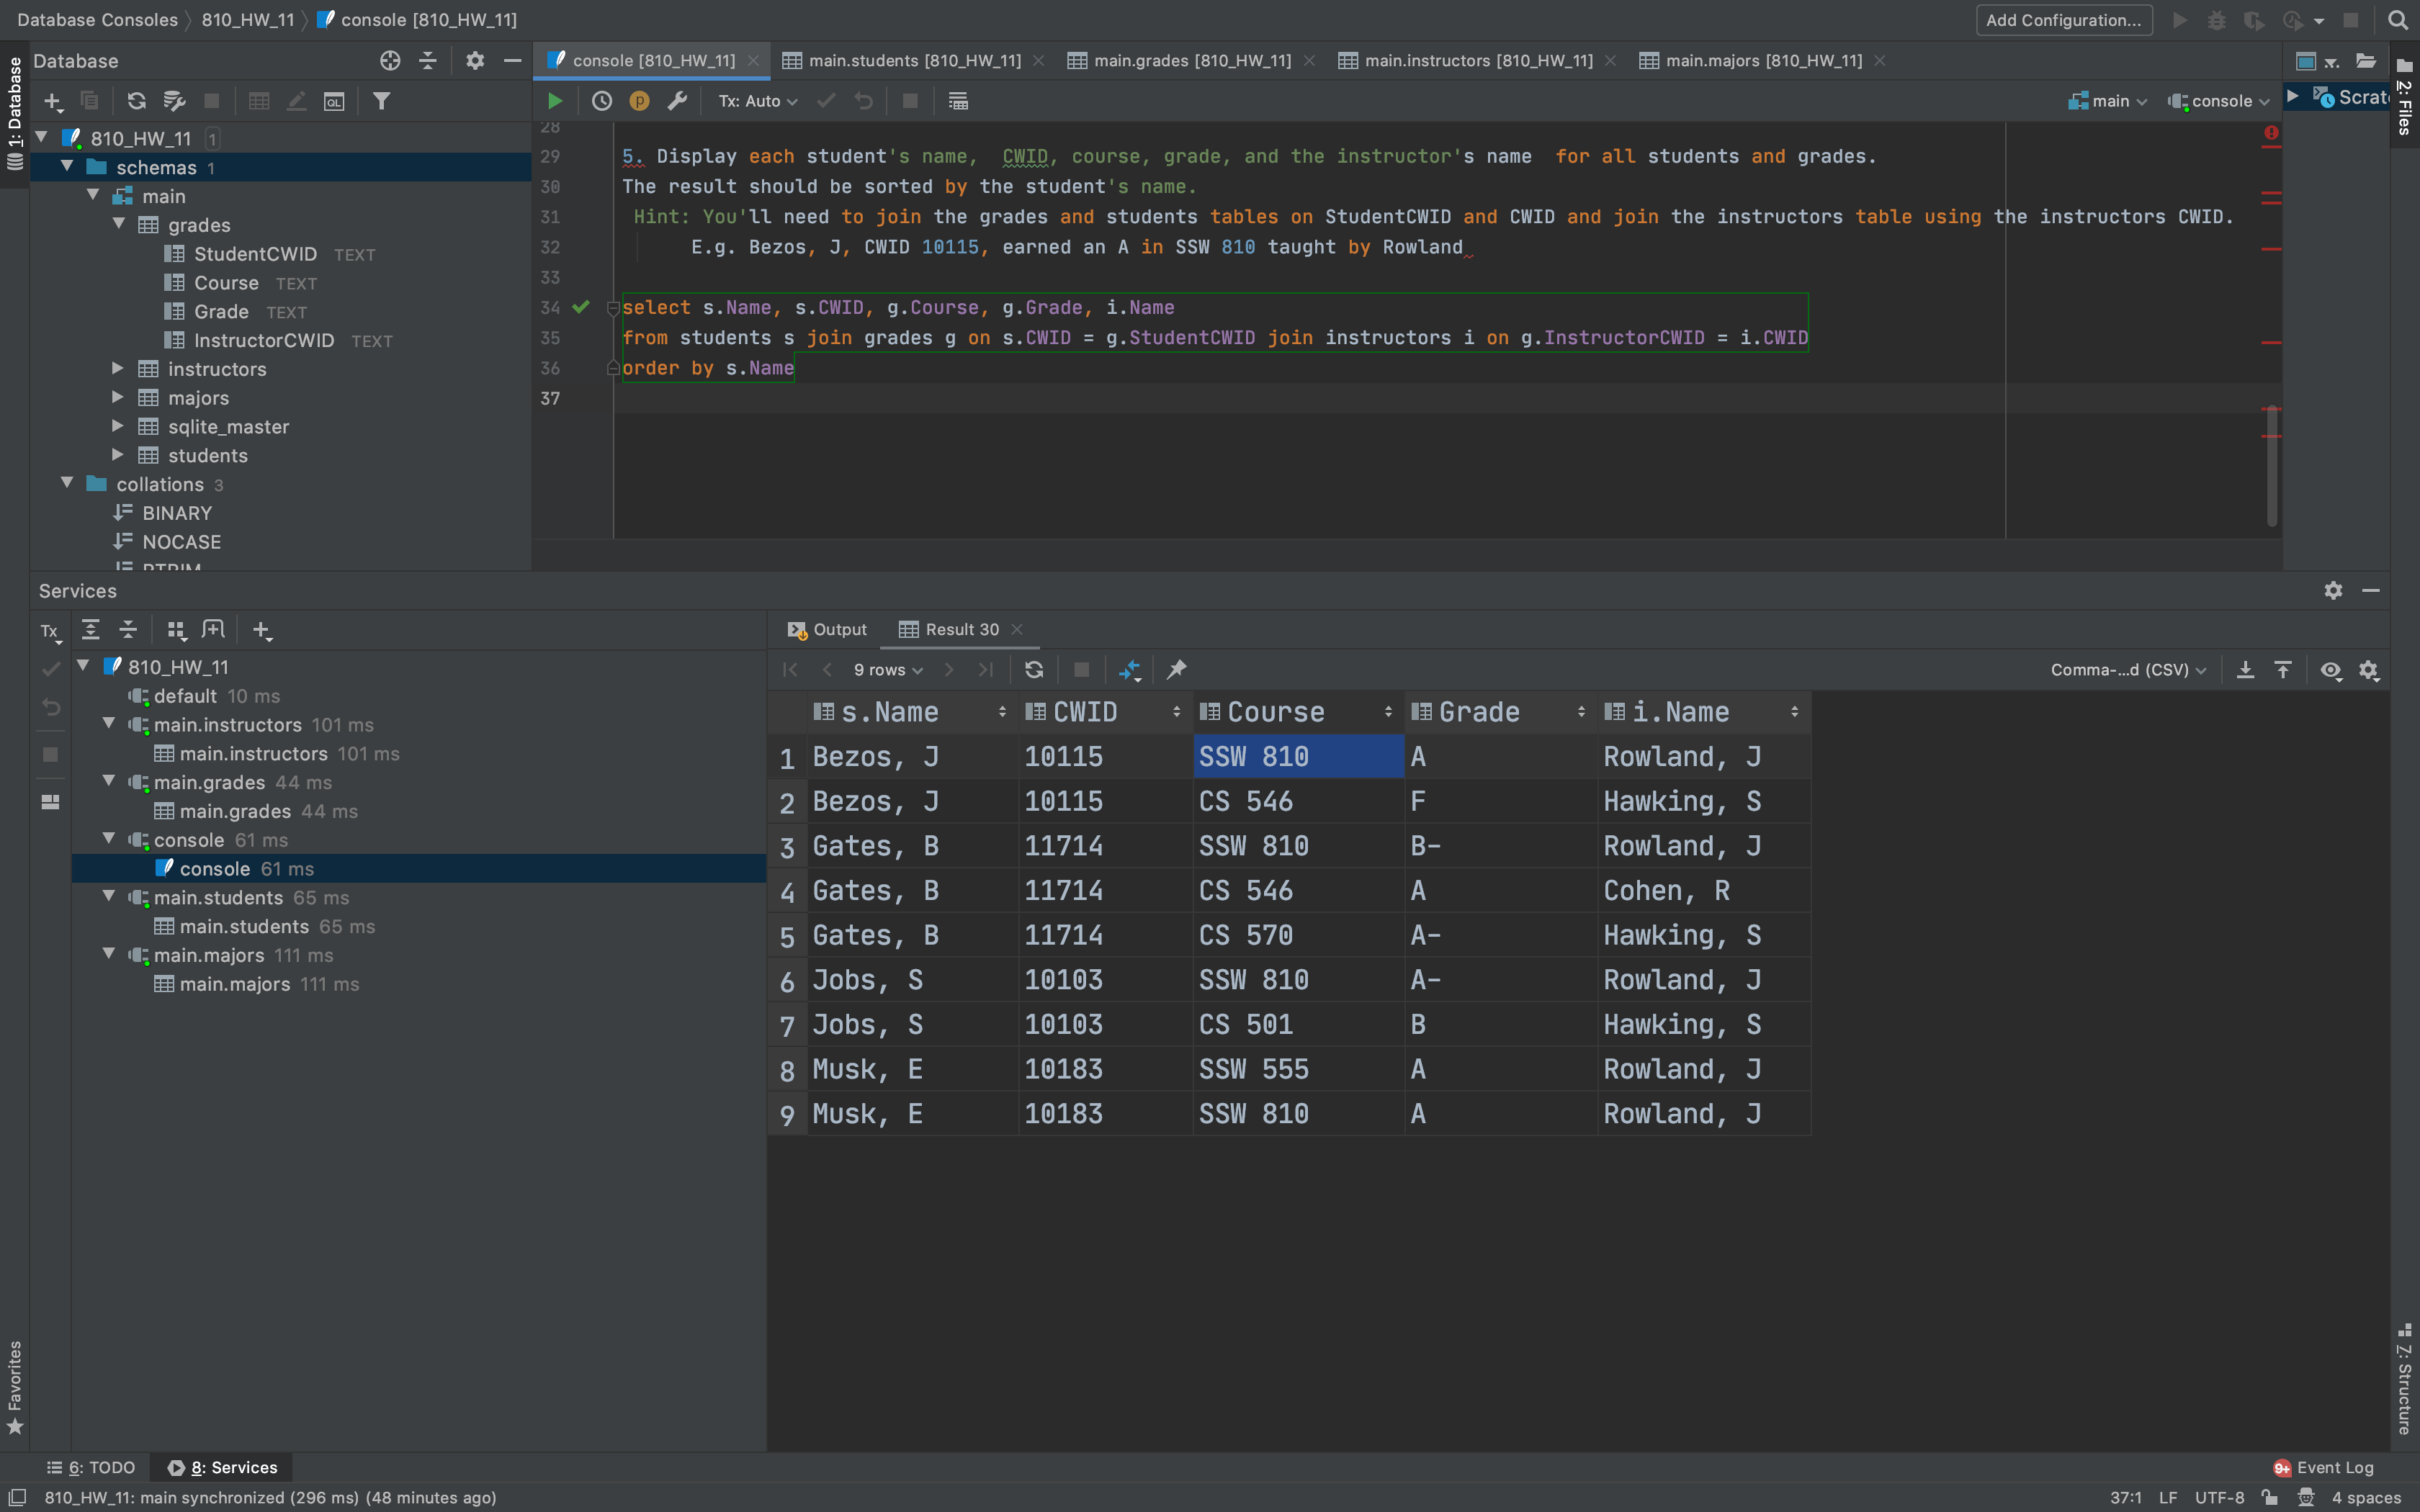 Database Consoles 810_HW_11 console [810_HW_11]
Add Configuration...
1: Database
Database
console [810_HW_11] main.students [810_HW_11] main.grades [810_HW_11] main.instructors [810_HW_11] main.majors [810_HW_11]
QL
p Tx: Auto
main console
2: Files
810_HW_11 1
schemas 1
main
grades
StudentCWID TEXT
Course TEXT
Grade TEXT
InstructorCWID TEXT
instructors
majors
sqlite_master
students
collations 3
BINARY
NOCASE
RTRIM
28
29 5. Display each student's name, CWID, course, grade, and the instructor's name for all students and grades.
30 The result should be sorted by the student's name.
31 Hint: You'll need to join the grades and students tables on StudentCWID and CWID and join the instructors table using the instructors CWID.
32 E.g. Bezos, J, CWID 10115, earned an A in SSW 810 taught by Rowland
33
34 select s.Name, s.CWID, g.Course, g.Grade, i.Name
35 from students s join grades g on s.CWID = g.StudentCWID join instructors i on g.InstructorCWID = i.CWID
36 order by s.Name
37
Services
Tx
810_HW_11
default 10 ms
main.instructors 101 ms
main.instructors 101 ms
main.grades 44 ms
main.grades 44 ms
console 61 ms
console 61 ms
main.students 65 ms
main.students 65 ms
main.majors 111 ms
main.majors 111 ms
Output Result 30
9 rows
Comma-...d (CSV)
s.Name CWID Course Grade i.Name
1 Bezos, J 10115 SSW 810 A Rowland, J
2 Bezos, J 10115 CS 546 F Hawking, S
3 Gates, B 11714 SSW 810 B- Rowland, J
4 Gates, B 11714 CS 546 A Cohen, R
5 Gates, B 11714 CS 570 A- Hawking, S
6 Jobs, S 10103 SSW 810 A- Rowland, J
7 Jobs, S 10103 CS 501 B Hawking, S
8 Musk, E 10183 SSW 555 A Rowland, J
9 Musk, E 10183 SSW 810 A Rowland, J
Favorites
Z: Structure
6: TODO 8: Services
9+ Event Log
810_HW_11: main synchronized (296 ms) (48 minutes ago)
37:1 LF UTF-8 4 spaces